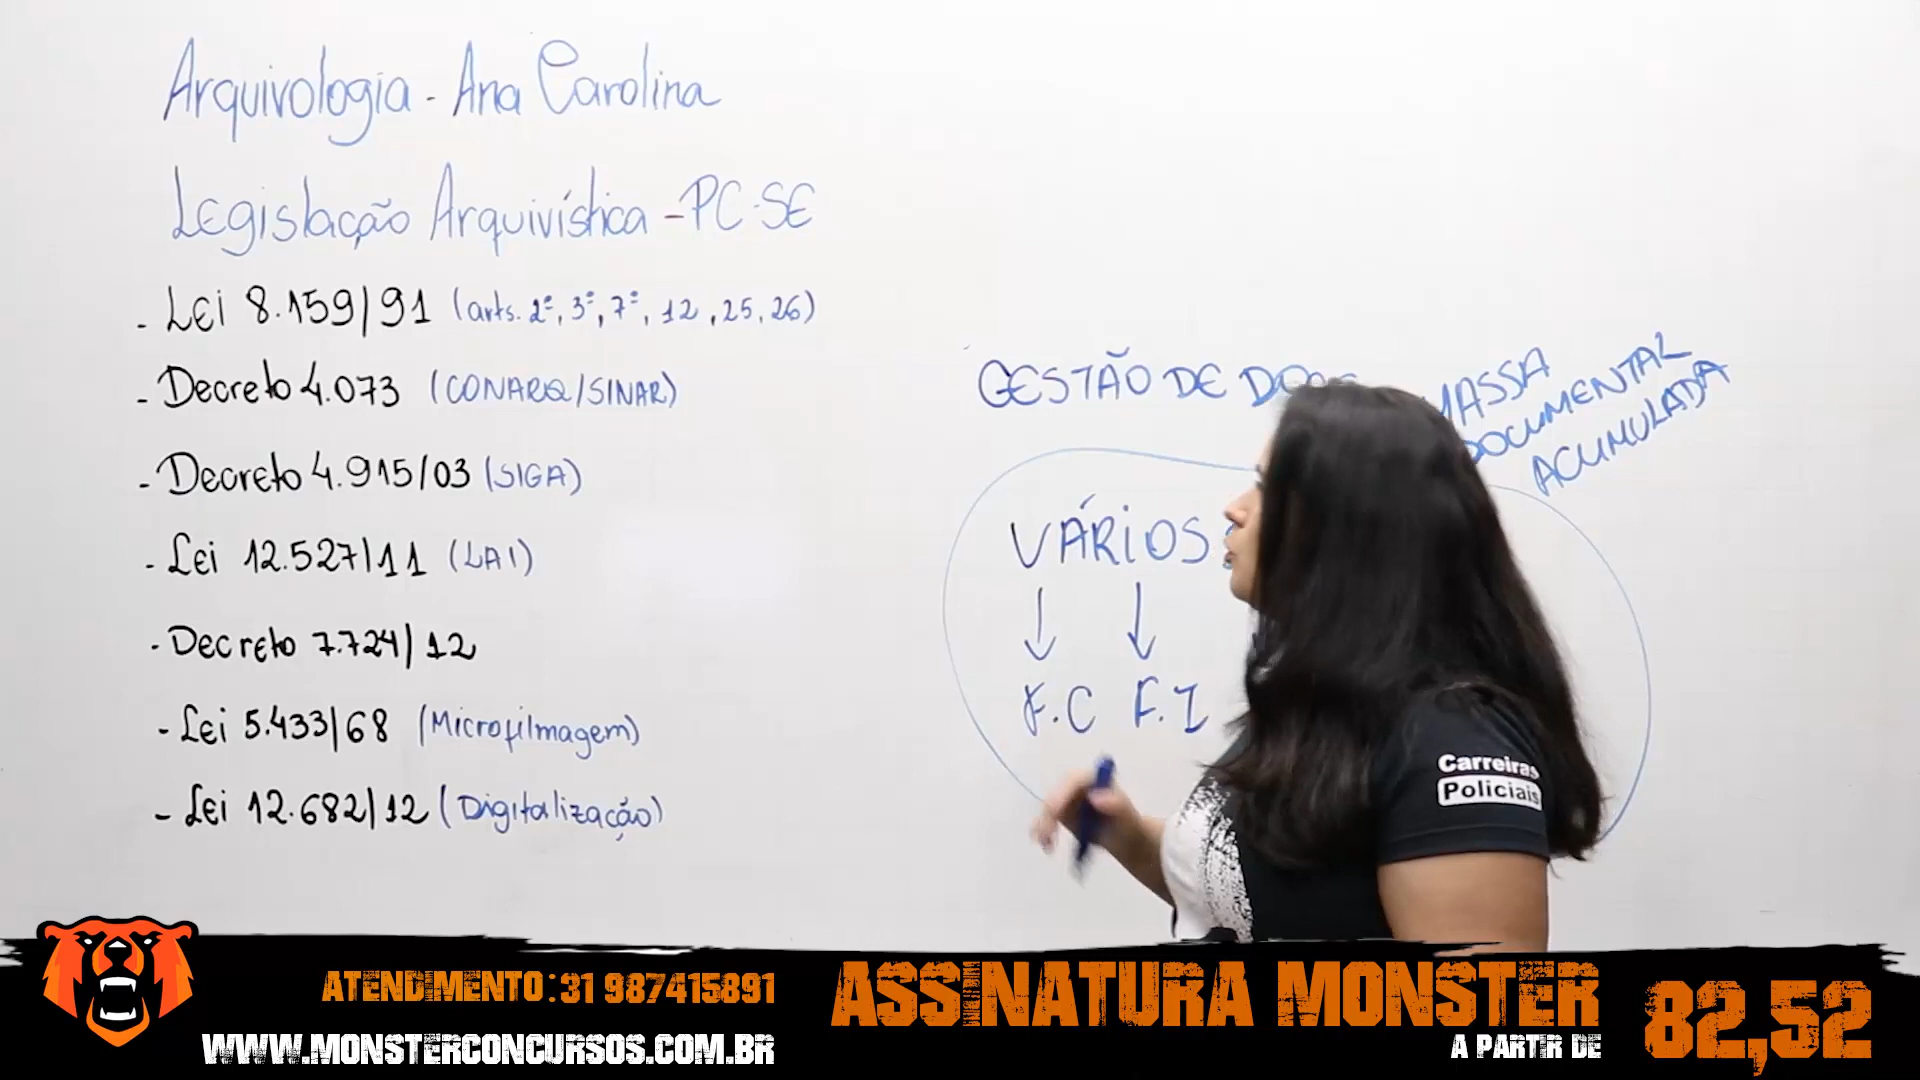 Arquivologia - Ana Carolina
Legislação Arquivística - PC-SE
- Lei 8.159/91 (arts. 2º, 3º, 7º, 12, 25, 26)
- Decreto 4.073 (CONARQ/SINAR)
- Decreto 4.915/03 (SIGA)
- Lei 12.527/11 (LAI)
- Decreto 7.724/12
- Lei 5.433/68 (Microfilmagem)
- Lei 12.682/12 (Digitalização)
GESTÃO DE
DOCUMENTAL
ACUMULADA
VÁRIOS
F.C F.I
Carreiras
Policiais
ATENDIMENTO: 31 987415891
WWW.MONSTERCONCURSOS.COM.BR
ASSINATURA MONSTER
A PARTIR DE
82,52